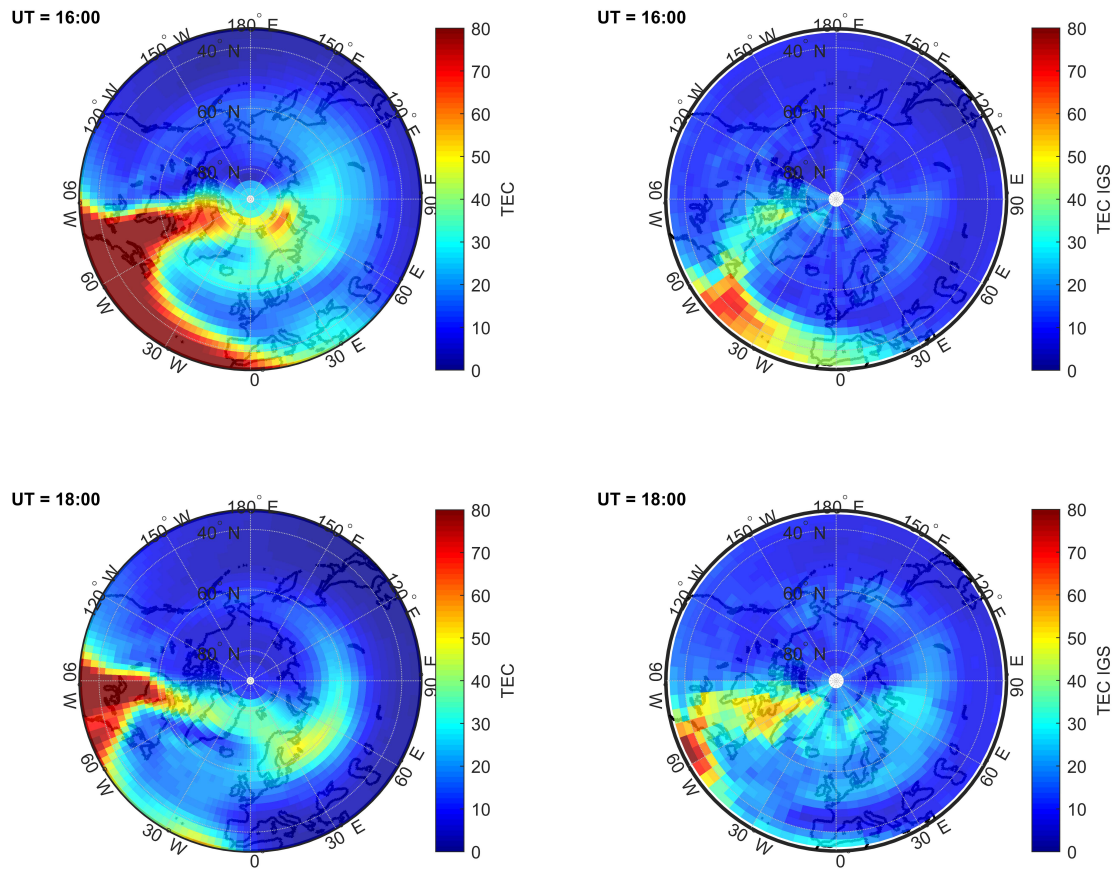 UT = 16:00
180° E
150° W
150° E
40° N
120° W
120° E
60° N
80° N
90 W
90 E
60 W
60 E
30 W
30 E
0
80
70
60
50
40
30
20
10
0
TEC
UT = 16:00
180° E
150° W
150° E
40° N
120° W
120° E
60° N
80° N
90 W
90 E
60 W
60 E
30 W
30 E
0
80
70
60
50
40
30
20
10
0
TEC IGS
UT = 18:00
180° E
150° W
150° E
40° N
120° W
120° E
60° N
80° N
90 W
90 E
60 W
60 E
30 W
30 E
0
80
70
60
50
40
30
20
10
0
TEC
UT = 18:00
180° E
150° W
150° E
40° N
120° W
120° E
60° N
80° N
90 W
90 E
60 W
60 E
30 W
30 E
0
80
70
60
50
40
30
20
10
0
TEC IGS